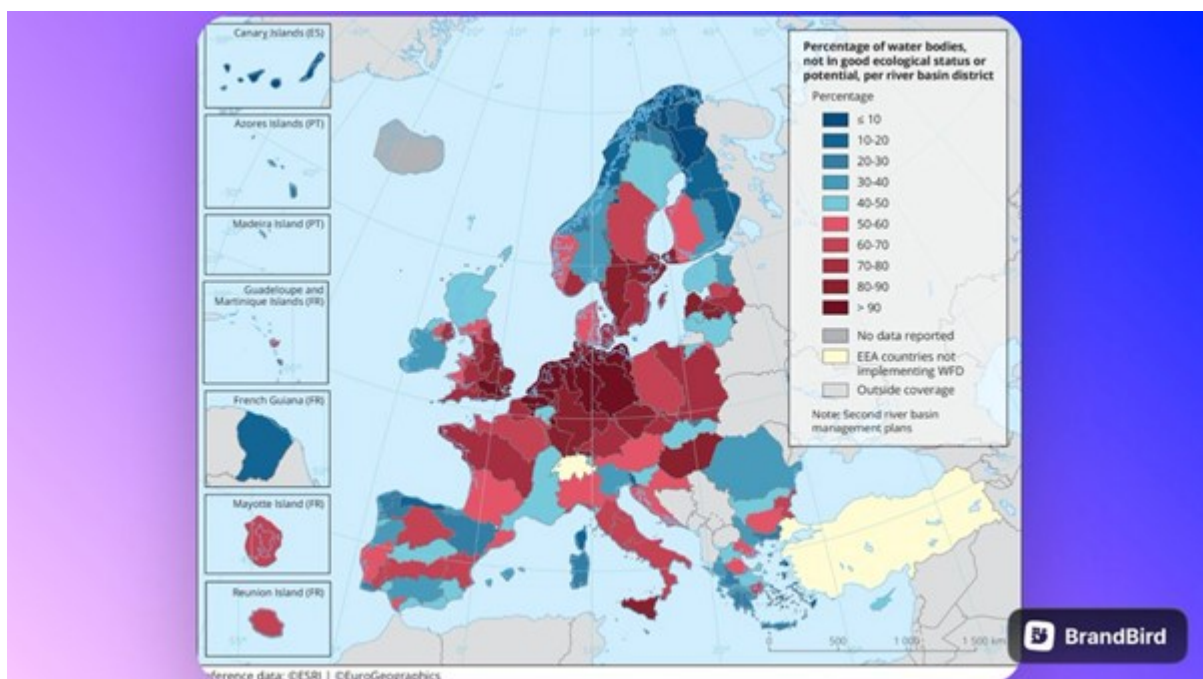 Canary Islands (ES)
Azores Islands (PT)
Madeira Island (PT)
Guadeloupe and
Martinique Islands (FR)
French Guiana (FR)
Mayotte Island (FR)
Reunion Island (FR)
Percentage of water bodies,
not in good ecological status or
potential, per river basin district
Percentage
≤ 10
10-20
20-30
30-40
40-50
50-60
60-70
70-80
80-90
> 90
No data reported
EEA countries not
implementing WFD
Outside coverage
Note: Second river basin
management plans
0 500 1 000 1 500 km
BrandBird
ference data: ©ESRI | ©EuroGeographics